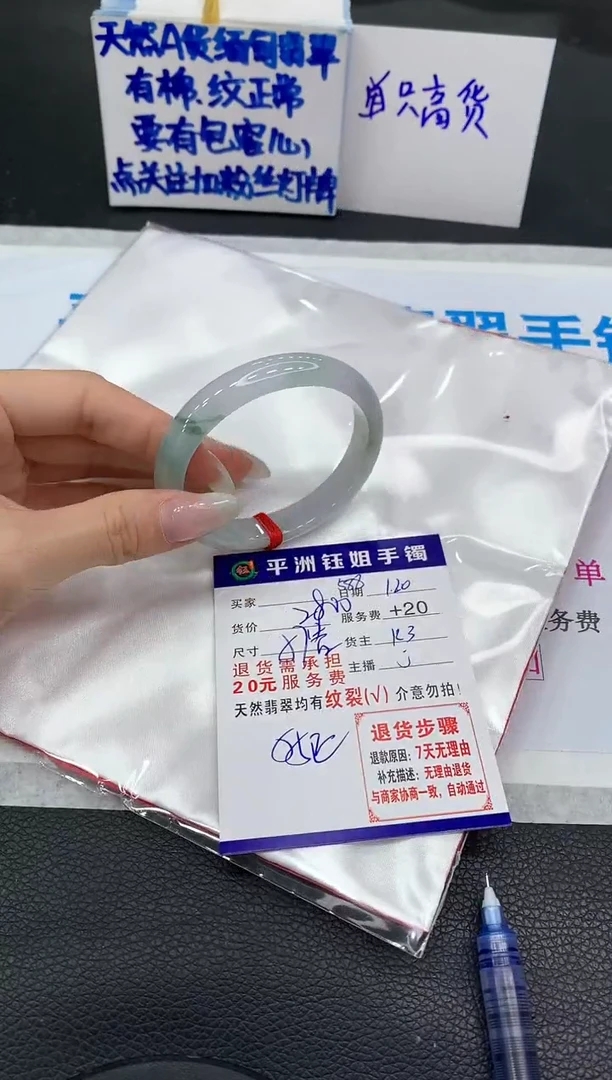 天然A货缅甸翡翠
有棉、纹正常
要有包容心,
点关注加粉丝灯牌
单只高货
翠手镯
平洲钰姐手镯
买家 日期 1.20
货价 服务费 +20
尺寸 货主 K3
退货需承担 主播
20元服务费
天然翡翠均有纹裂(√) 介意勿拍!
退货步骤
退款原因: 7天无理由
补充描述: 无理由退货
与商家协商一致, 自动通过
单
务费